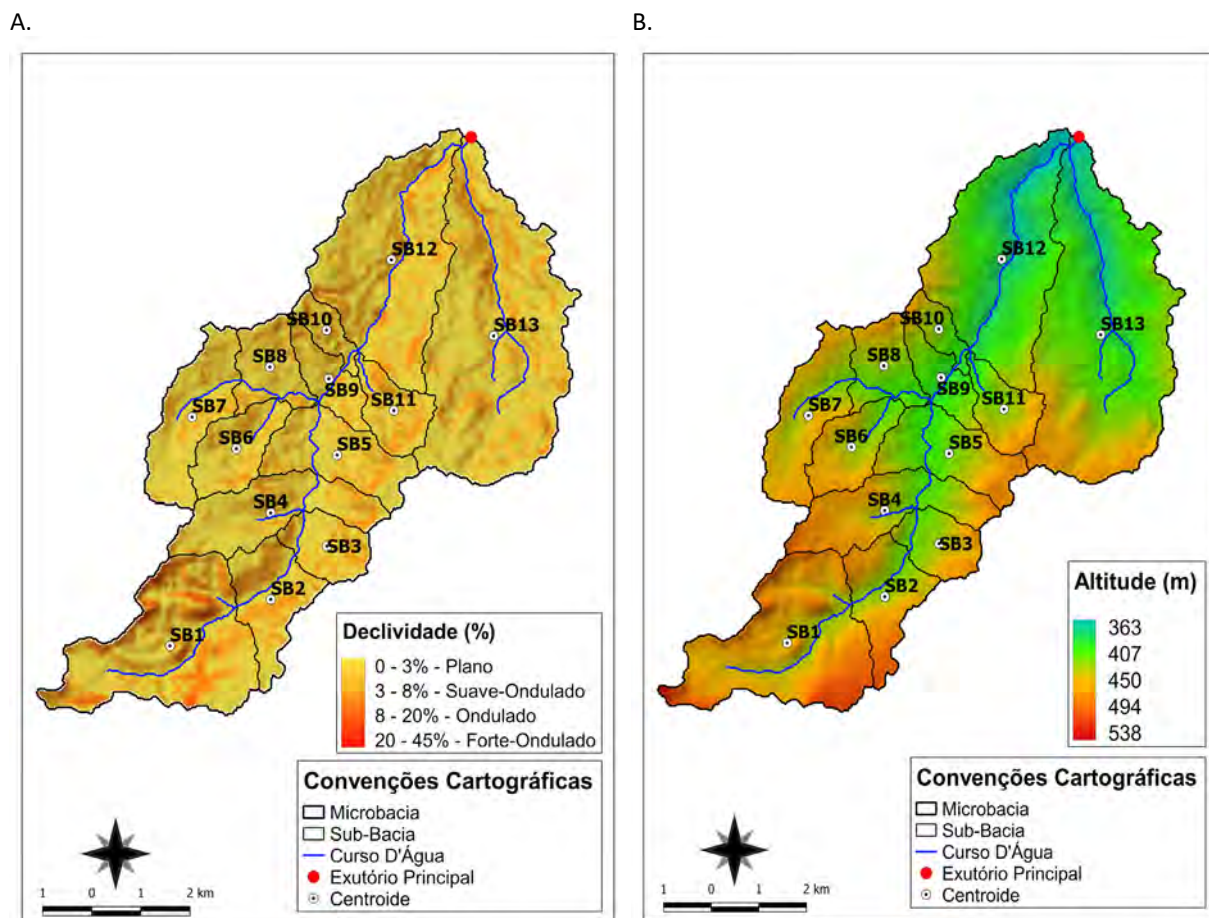 A.
B.
SB12
SB10
SB13
SB8
SB9
SB7
SB11
SB6
SB5
SB4
SB3
SB2
SB1
Declividade (%)
0 - 3% - Plano
3 - 8% - Suave-Ondulado
8 - 20% - Ondulado
20 - 45% - Forte-Ondulado
Convenções Cartográficas
Microbacia
Sub-Bacia
Curso D'Água
Exutório Principal
Centroide
1 0 1 2 km
SB12
SB10
SB13
SB8
SB9
SB7
SB11
SB6
SB5
SB4
SB3
SB2
SB1
Altitude (m)
363
407
450
494
538
Convenções Cartográficas
Microbacia
Sub-Bacia
Curso D'Água
Exutório Principal
Centroide
1 0 1 2 km